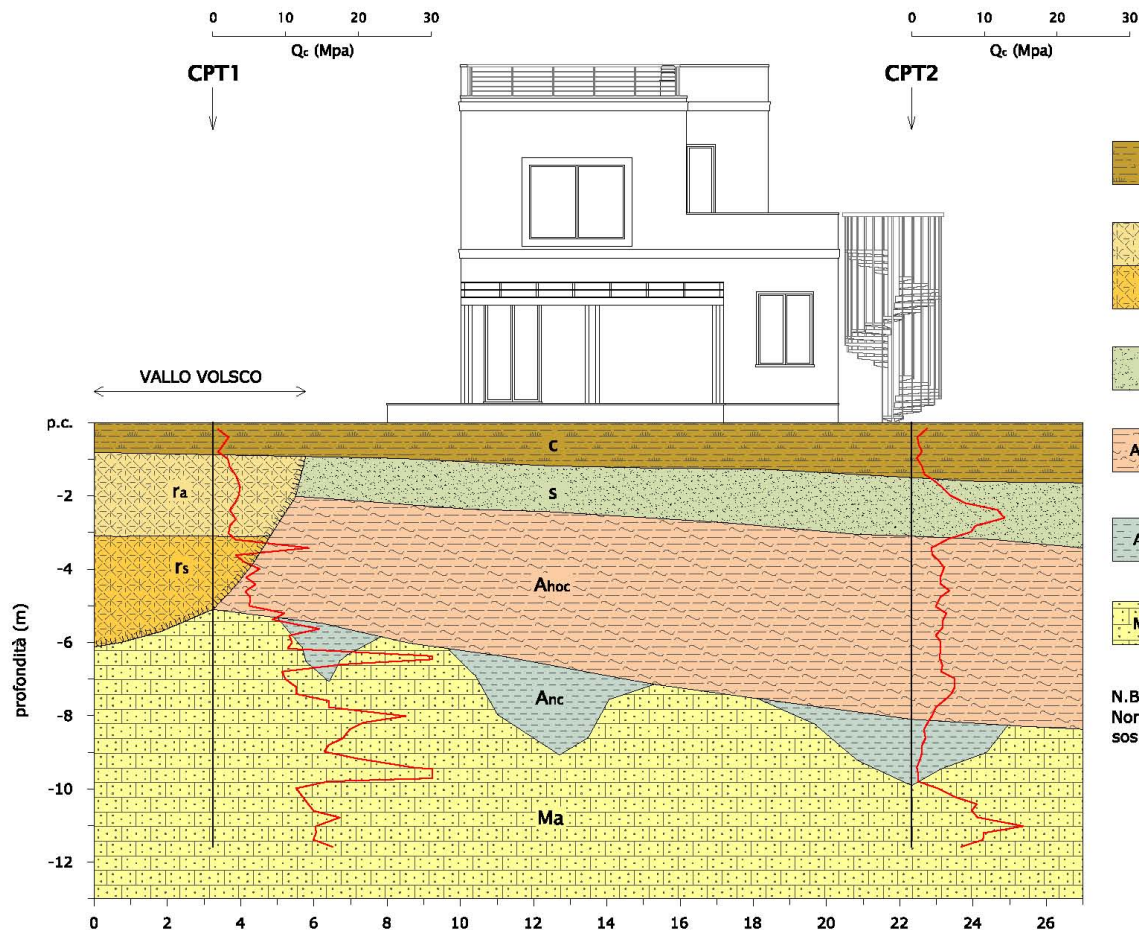 0 10 20 30
Qc (Mpa)
0 10 20 30
Qc (Mpa)
CPT1
CPT2
VALLO VOLSCO
p.c.
-2
-4
-6
-8
-10
-12
profondità (m)
c
ra
s
rs
Ahoc
Anc
Ma
A
A
M
N.B
Nor
sos
0 2 4 6 8 10 12 14 16 18 20 22 24 26